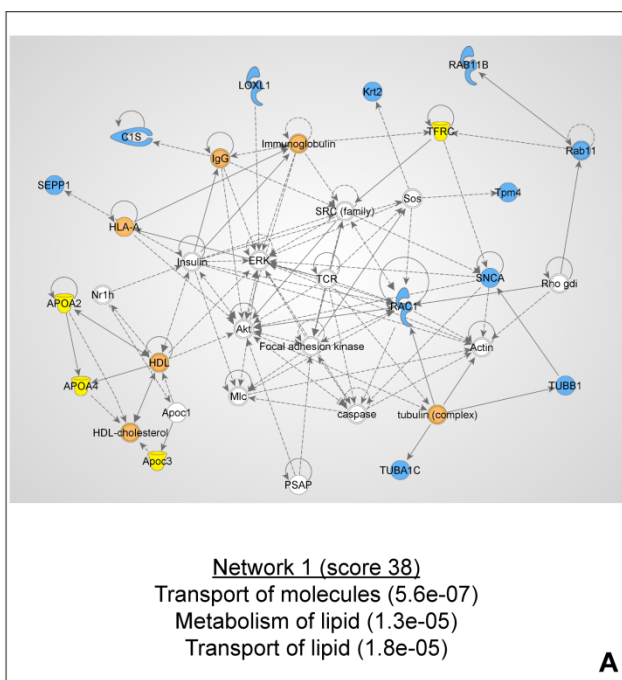 RAB11B
LOXL1
Krt2
C1S
TFRC
Immunoglobulin
IgG
Rab11
SEPP1
Sos
Tpm4
SRC (family)
HLA-A
Insulin
ERK
TCR
SNCA
Rho gdi
Nr1h
APOA2
RAC1
Akt
Focal adhesion kinase
Actin
HDL
APOA4
TUBB1
Mlc
Apoc1
caspase
tubulin (complex)
HDL-cholesterol
Apoc3
TUBA1C
PSAP
Network 1 (score 38)
Transport of molecules (5.6e-07)
Metabolism of lipid (1.3e-05)
Transport of lipid (1.8e-05)
A